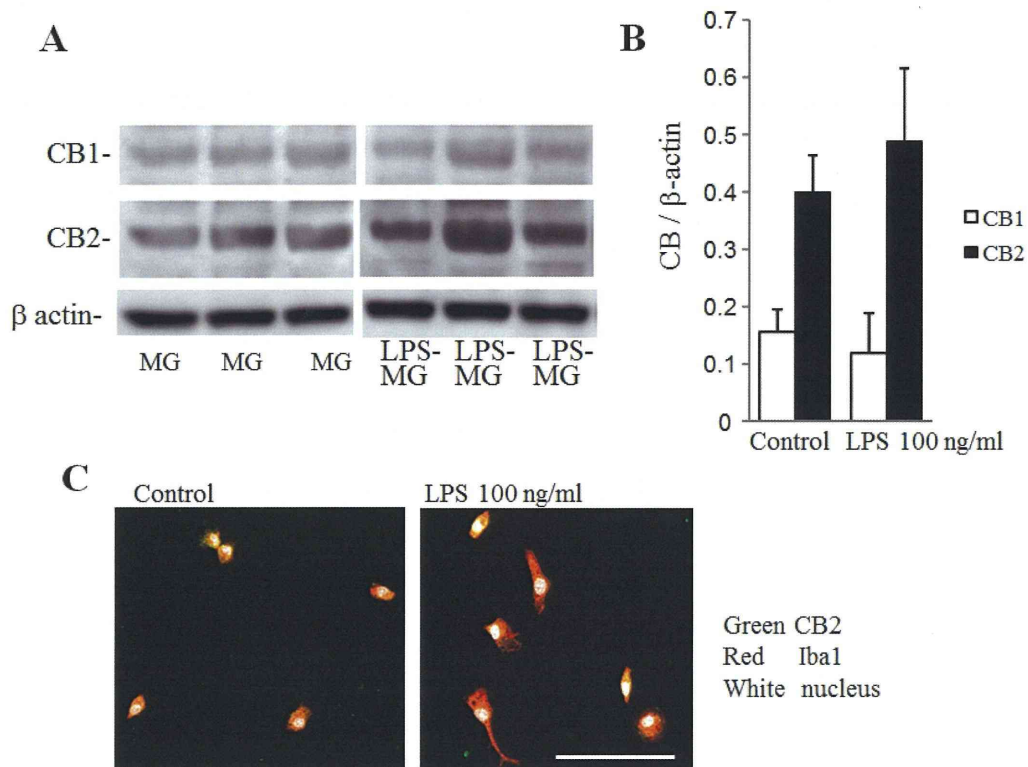 A
CB1-
CB2-
β actin-
MG MG MG LPS- LPS- LPS-
MG MG MG
B
0.7
0.6
0.5
0.4
0.3
0.2
0.1
0
CB / β-actin
Control LPS 100 ng/ml
CB1
CB2
C
Control LPS 100 ng/ml
Green CB2
Red Iba1
White nucleus